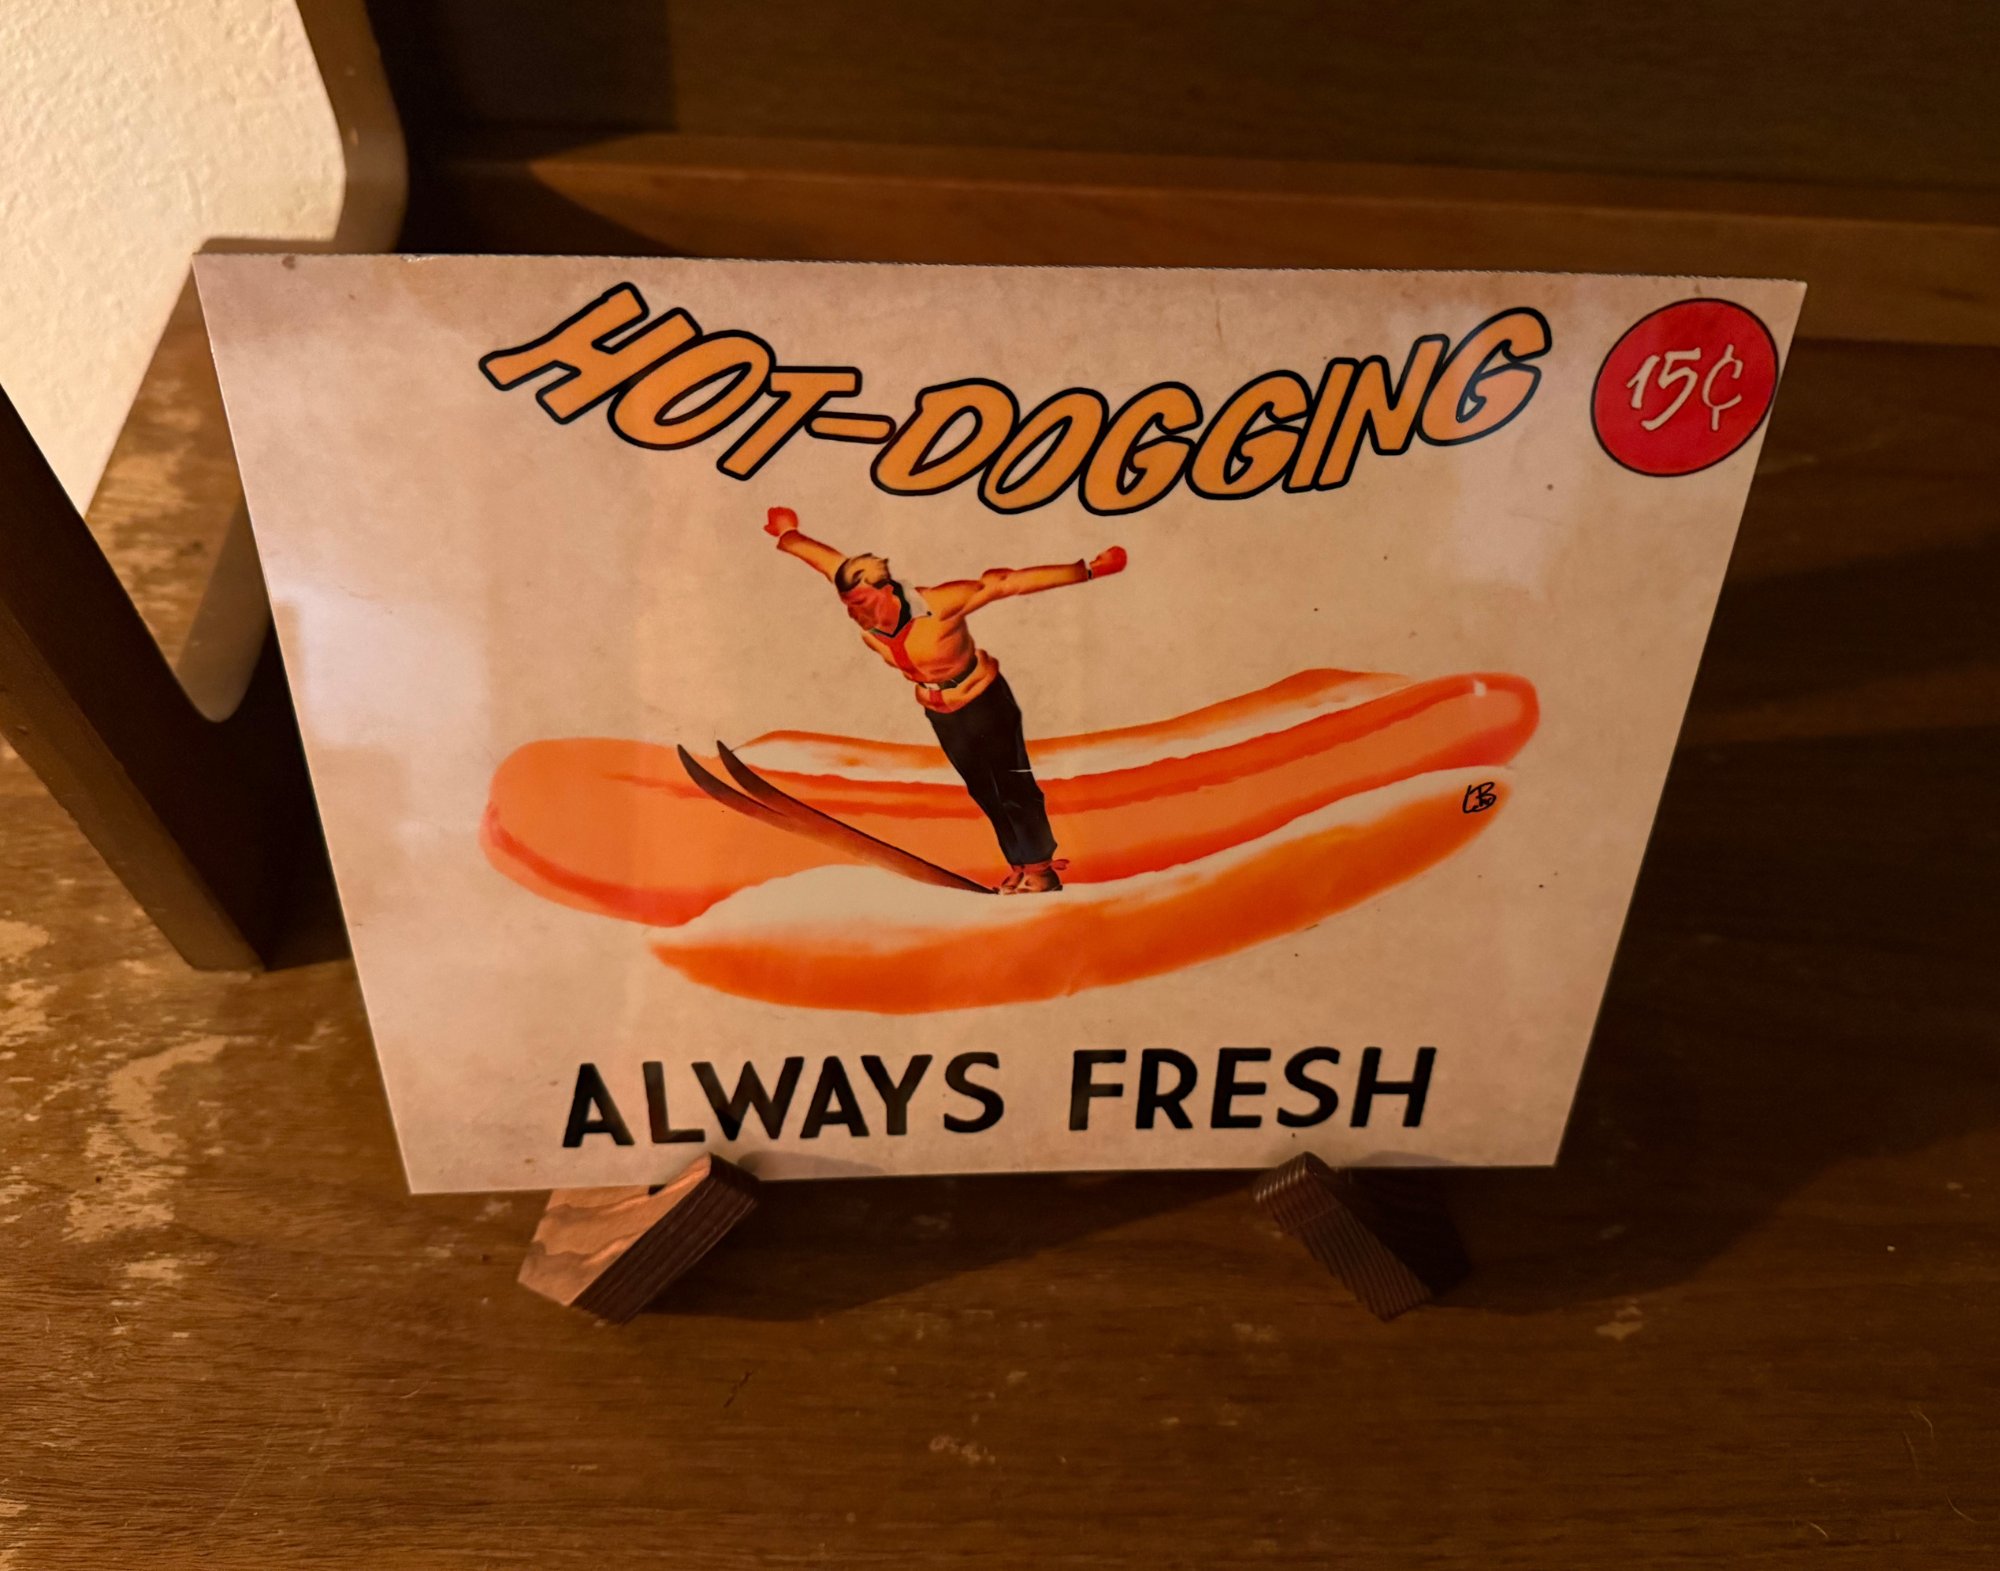 HOT-DOGGING
15¢
ALWAYS FRESH